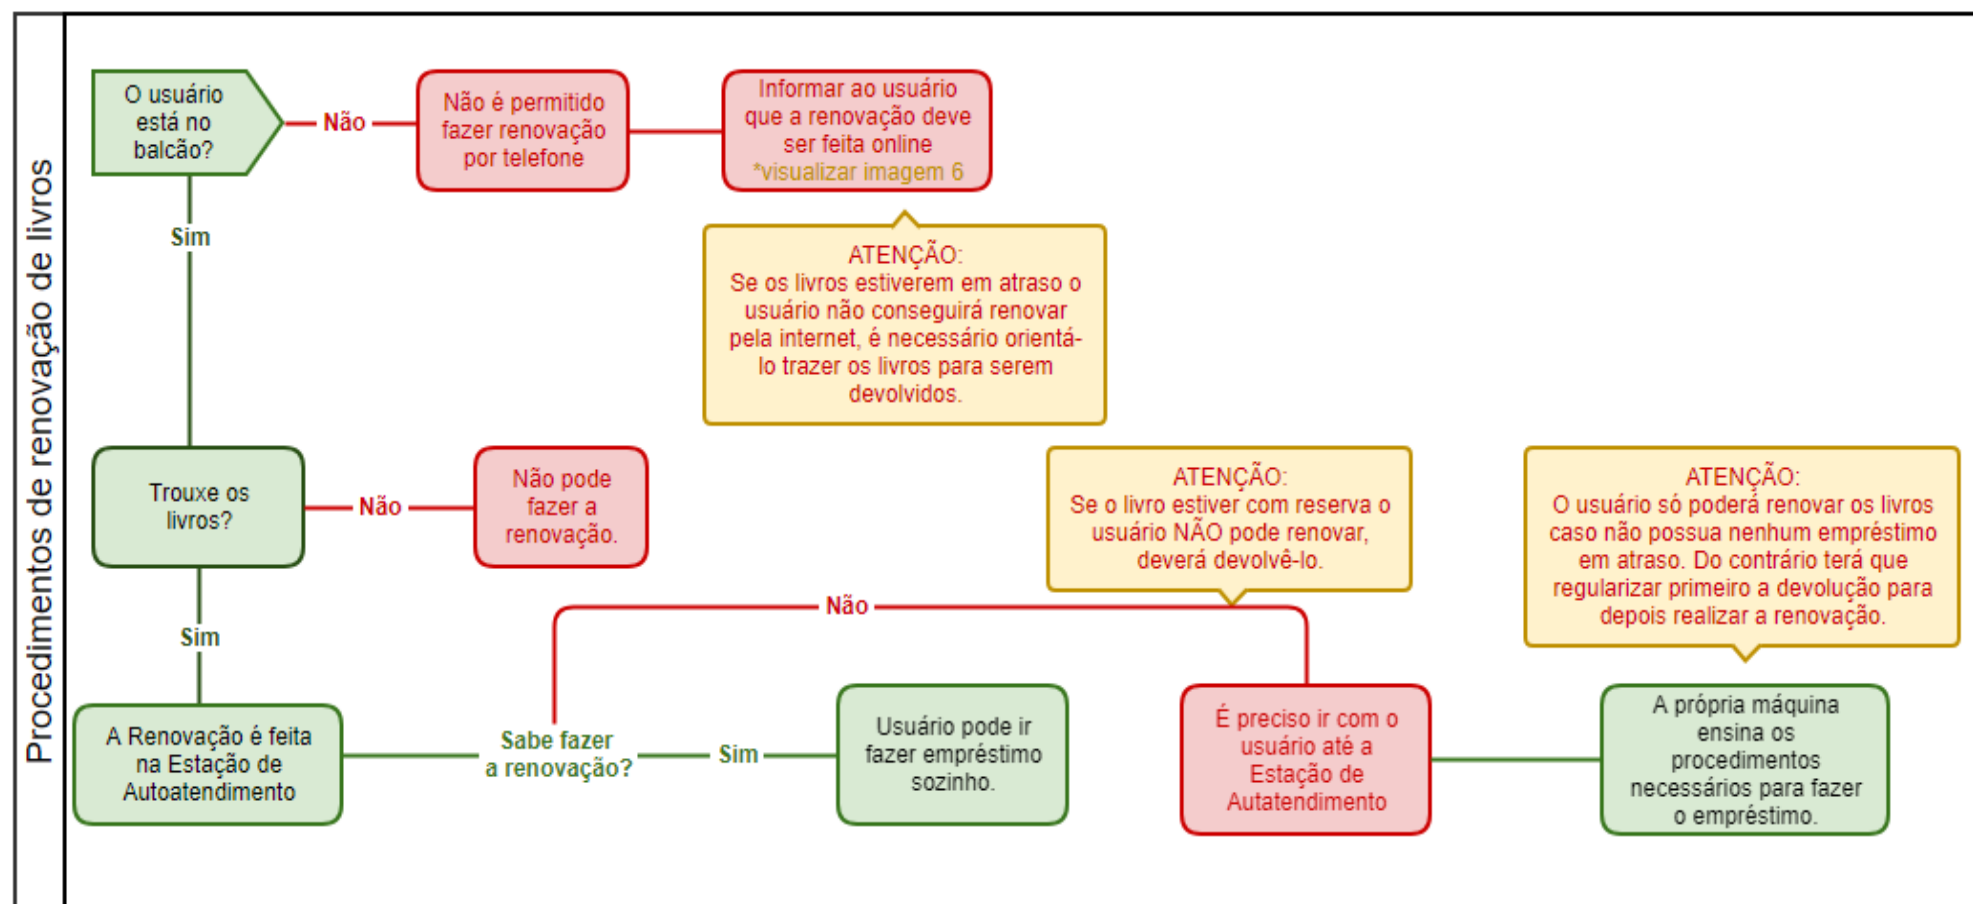 Procedimentos de renovação de livros
O usuário
está no
balcão?
Não
Não é permitido
fazer renovação
por telefone
Informar ao usuário
que a renovação deve
ser feita online
*visualizar imagem 6
Sim
ATENÇÃO:
Se os livros estiverem em atraso o
usuário não conseguirá renovar
pela internet, é necessário orientá-
lo trazer os livros para serem
devolvidos.
Trouxe os
livros?
Não
Não pode
fazer a
renovação.
ATENÇÃO:
Se o livro estiver com reserva o
usuário NÃO pode renovar,
deverá devolvê-lo.
ATENÇÃO:
O usuário só poderá renovar os livros
caso não possua nenhum empréstimo
em atraso. Do contrário terá que
regularizar primeiro a devolução para
depois realizar a renovação.
Sim
Não
A Renovação é feita
na Estação de
Autoatendimento
Sabe fazer
a renovação?
Sim
Usuário pode ir
fazer empréstimo
sozinho.
É preciso ir com o
usuário até a
Estação de
Autatendimento
A própria máquina
ensina os
procedimentos
necessários para fazer
o empréstimo.